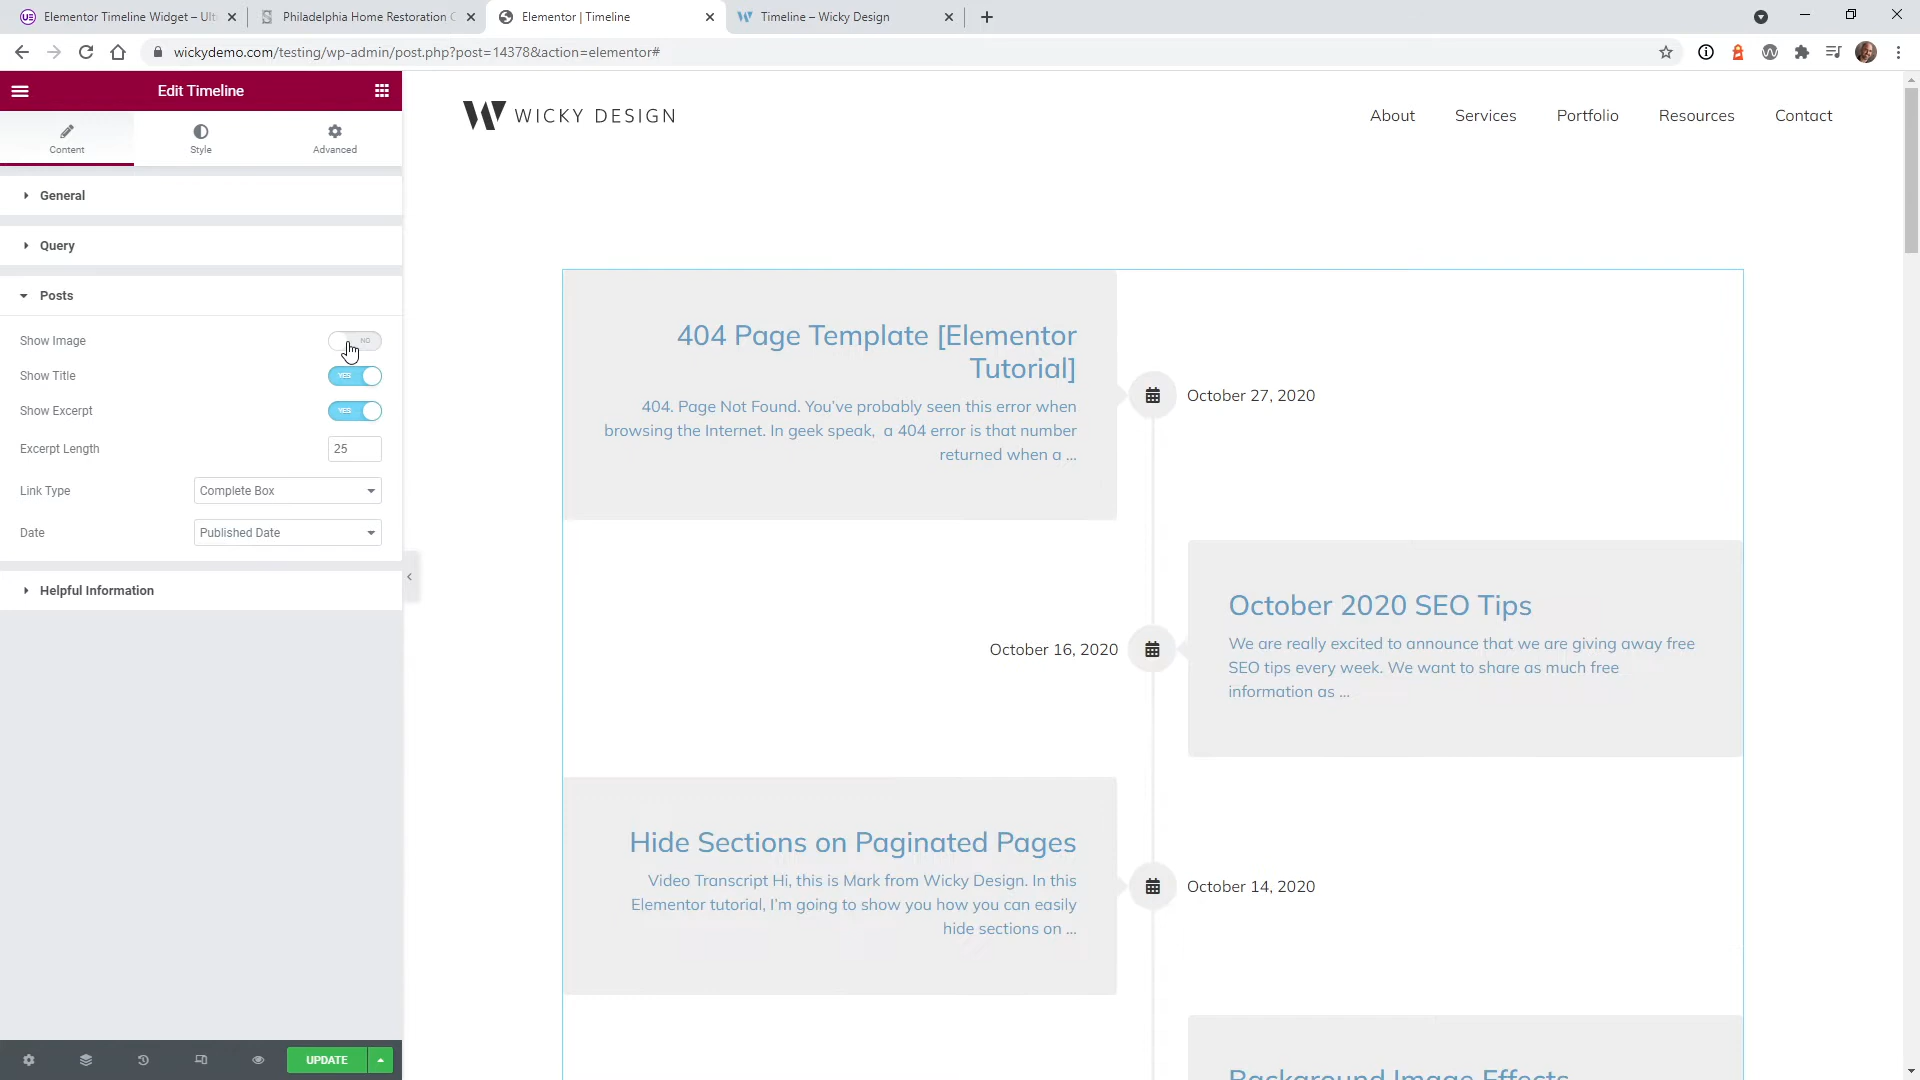 Elementor Timeline Widget – Ult
Philadelphia Home Restoration C
Elementor | Timeline
Timeline – Wicky Design
wickydemo.com/testing/wp-admin/post.php?post=14378&action=elementor#
Edit Timeline
Content
Style
Advanced
General
Query
Posts
Show Image
NO
Show Title
YES
Show Excerpt
YES
Excerpt Length
25
Link Type
Complete Box
Date
Published Date
Helpful Information
UPDATE
W WICKY DESIGN
About
Services
Portfolio
Resources
Contact
404 Page Template [Elementor
Tutorial]
404. Page Not Found. You've probably seen this error when
browsing the Internet. In geek speak, a 404 error is that number
returned when a ...
October 27, 2020
October 16, 2020
October 2020 SEO Tips
We are really excited to announce that we are giving away free
SEO tips every week. We want to share as much free
information as ...
Hide Sections on Paginated Pages
Video Transcript Hi, this is Mark from Wicky Design. In this
Elementor tutorial, I'm going to show you how you can easily
hide sections on ...
October 14, 2020
Background Image Effects